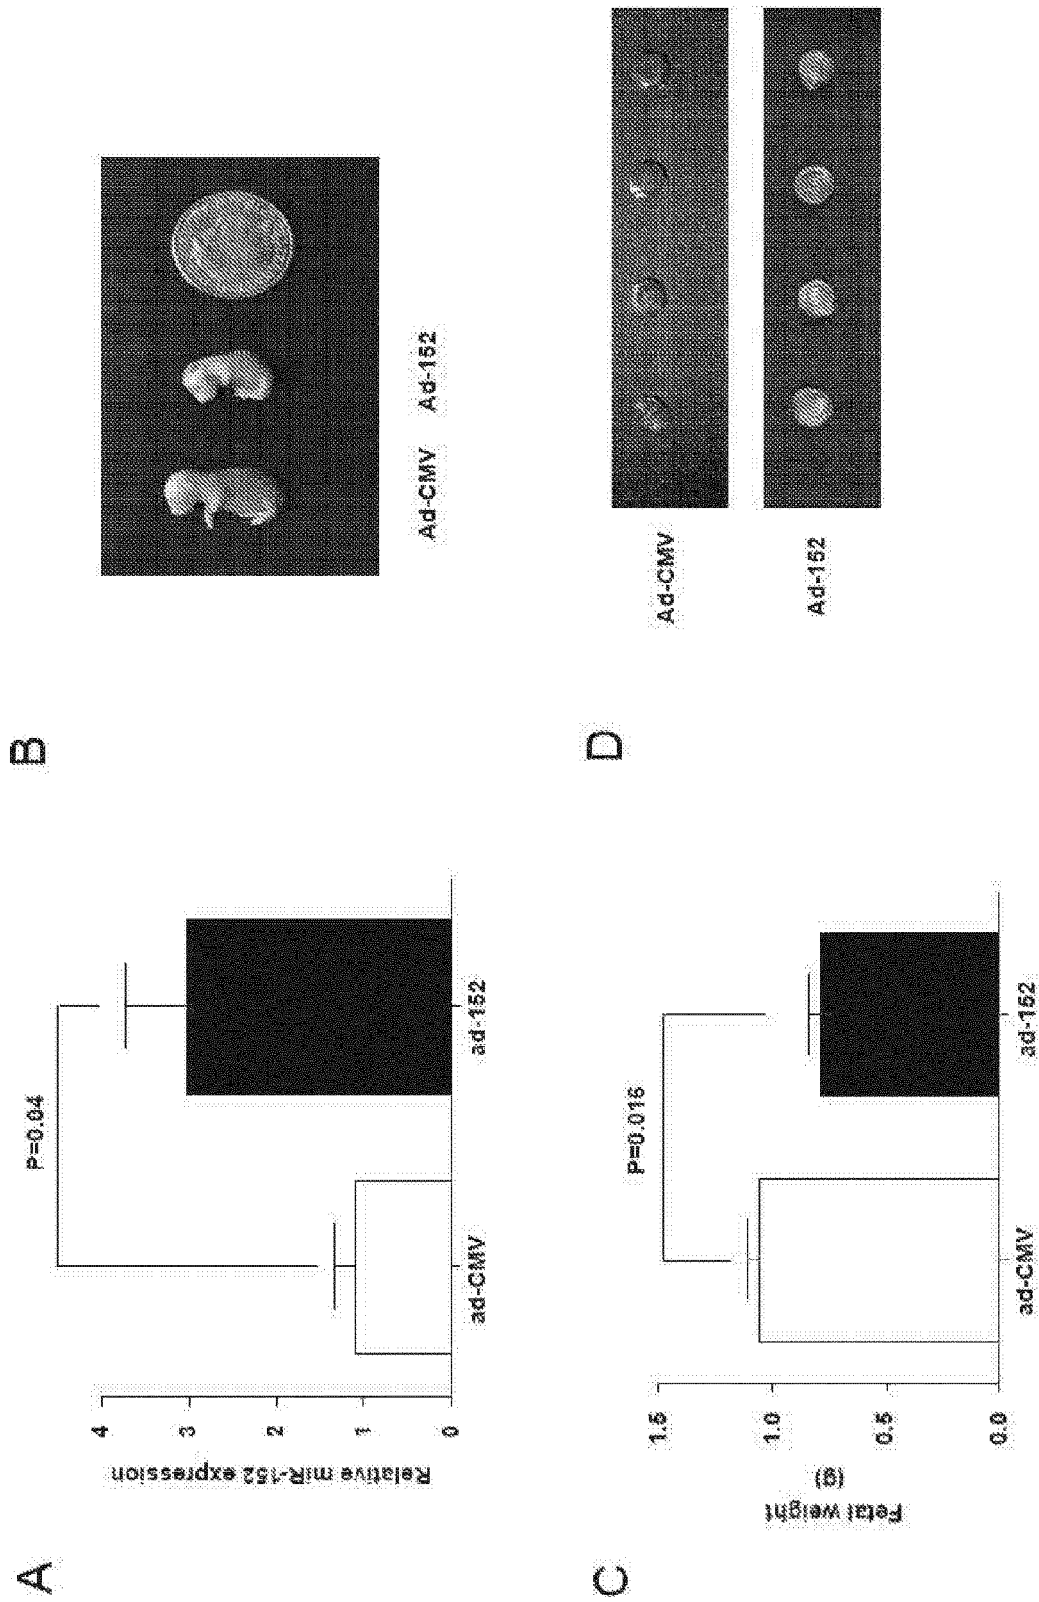 A
Relative miR-152 expression
4
3
2
1
0
P=0.04
ad-CMV
ad-152
B
Ad-CMV
Ad-152
C
Fetal weight
(g)
1.5
1.0
0.5
0.0
P=0.016
ad-CMV
ad-152
D
Ad-CMV
Ad-152